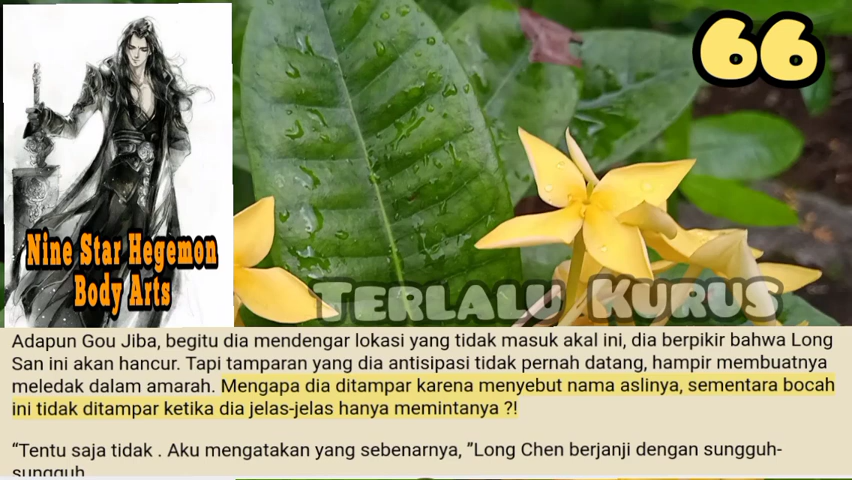 66
Nine Star Hegemon
Body Arts
TERLALU KURUS
Adapun Gou Jiba, begitu dia mendengar lokasi yang tidak masuk akal ini, dia berpikir bahwa Long
San ini akan hancur. Tapi tamparan yang dia antisipasi tidak pernah datang, hampir membuatnya
meledak dalam amarah. Mengapa dia ditampar karena menyebut nama aslinya, sementara bocah
ini tidak ditampar ketika dia jelas-jelas hanya memintanya ?!
“Tentu saja tidak . Aku mengatakan yang sebenarnya, ”Long Chen berjanji dengan sungguh-
sungguh